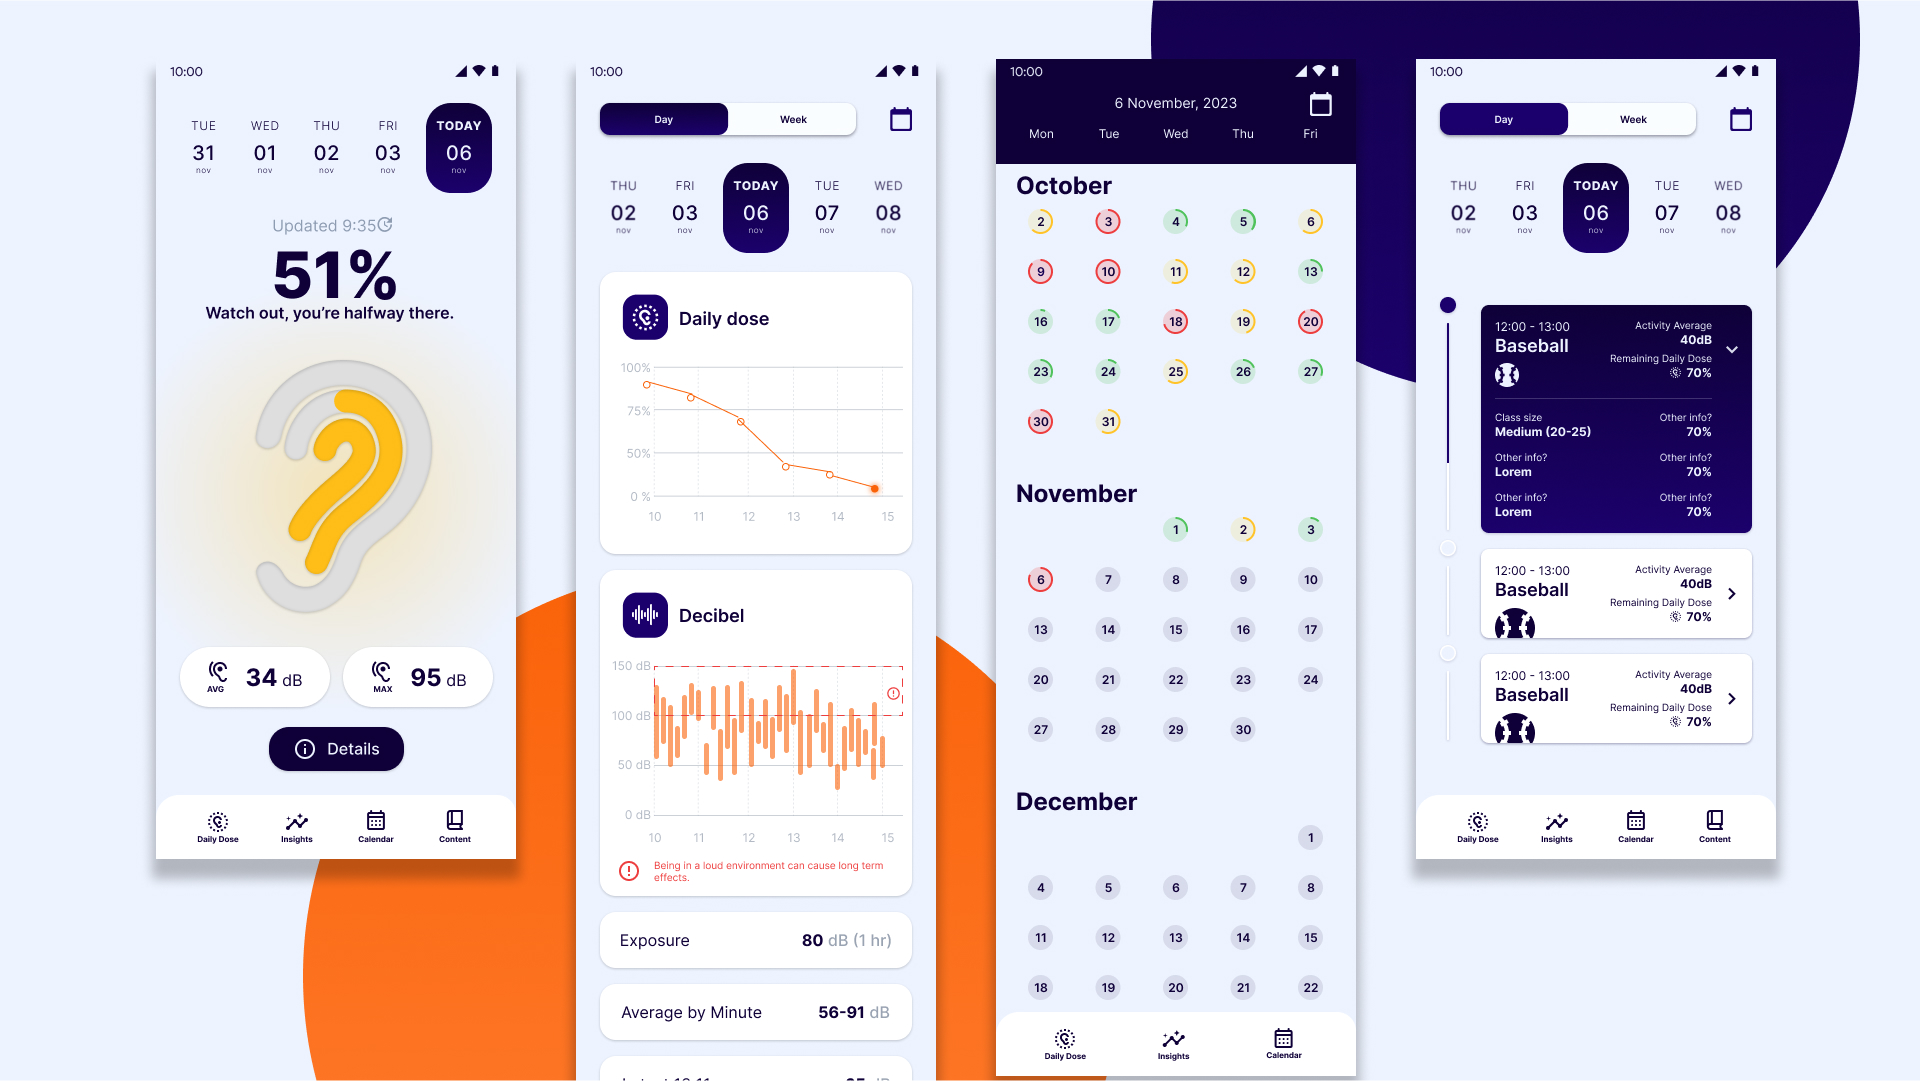 10:00
TUE WED THU FRI TODAY
31 01 02 03 06
nov nov nov nov nov
Updated 9:35
51%
Watch out, you're halfway there.
AVG 34 dB
MAX 95 dB
Details
Daily Dose Insights Calendar Content
10:00
Day Week
THU FRI TODAY TUE WED
02 03 06 07 08
nov nov nov nov nov
Daily dose
100%
75%
50%
0 %
10 11 12 13 14 15
Decibel
150 dB
100 dB
50 dB
0 dB
10 11 12 13 14 15
Being in a loud environment can cause long term
effects.
Exposure 80 dB (1 hr)
Average by Minute 56-91 dB
10:00
6 November, 2023
Mon Tue Wed Thu Fri
October
2 3 4 5 6
9 10 11 12 13
16 17 18 19 20
23 24 25 26 27
30 31
November
1 2 3
6 7 8 9 10
13 14 15 16 17
20 21 22 23 24
27 28 29 30
December
1
4 5 6 7 8
11 12 13 14 15
18 19 20 21 22
Daily Dose Insights Calendar
10:00
Day Week
THU FRI TODAY TUE WED
02 03 06 07 08
nov nov nov nov nov
12:00 - 13:00 Activity Average
Baseball 40dB
Remaining Daily Dose
70%
Class size Other info?
Medium (20-25) 70%
Other info? Other info?
Lorem 70%
Other info? Other info?
Lorem 70%
12:00 - 13:00 Activity Average
Baseball 40dB
Remaining Daily Dose
70%
12:00 - 13:00 Activity Average
Baseball 40dB
Remaining Daily Dose
70%
Daily Dose Insights Calendar Content